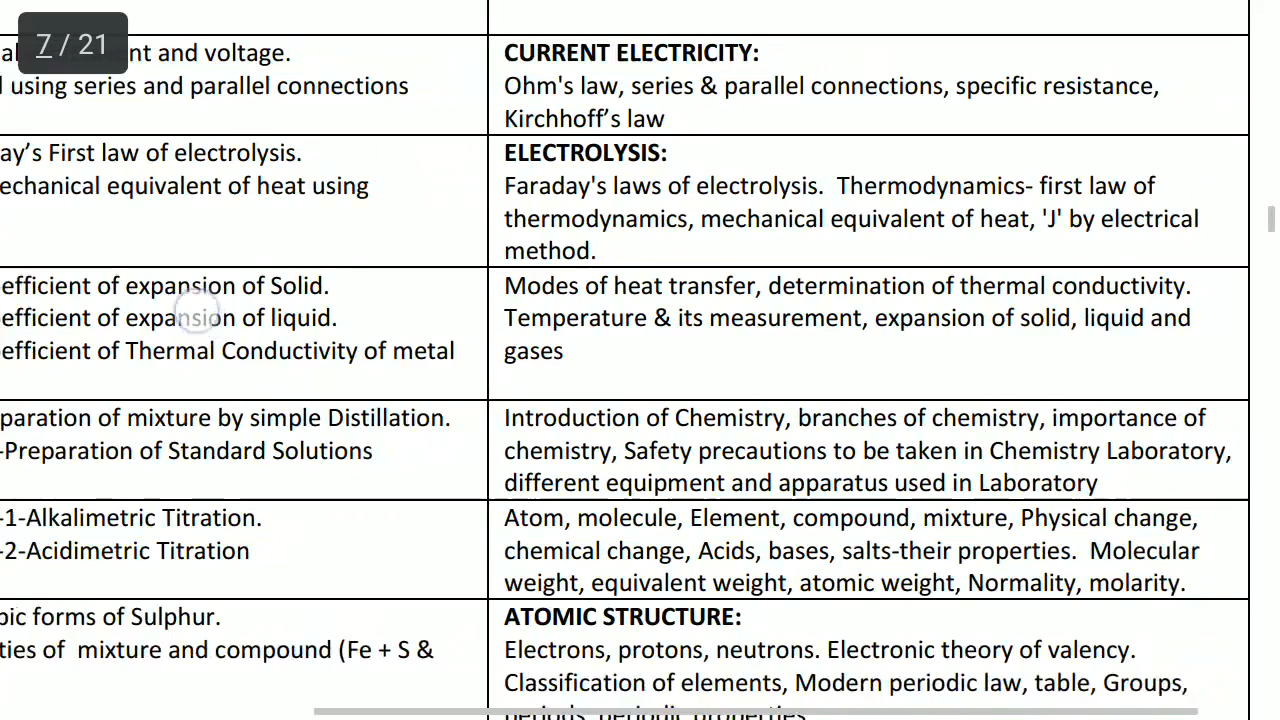 7 / 21
nt and voltage.
using series and parallel connections
CURRENT ELECTRICITY:
Ohm's law, series & parallel connections, specific resistance,
Kirchhoff’s law
ay’s First law of electrolysis.
echanical equivalent of heat using
ELECTROLYSIS:
Faraday's laws of electrolysis.  Thermodynamics- first law of
thermodynamics, mechanical equivalent of heat, 'J' by electrical
method.
efficient of expansion of Solid.
efficient of expansion of liquid.
efficient of Thermal Conductivity of metal
Modes of heat transfer, determination of thermal conductivity.
Temperature & its measurement, expansion of solid, liquid and
gases
paration of mixture by simple Distillation.
-Preparation of Standard Solutions
Introduction of Chemistry, branches of chemistry, importance of
chemistry, Safety precautions to be taken in Chemistry Laboratory,
different equipment and apparatus used in Laboratory
-1-Alkalimetric Titration.
-2-Acidimetric Titration
Atom, molecule, Element, compound, mixture, Physical change,
chemical change, Acids, bases, salts-their properties.  Molecular
weight, equivalent weight, atomic weight, Normality, molarity.
pic forms of Sulphur.
ties of  mixture and compound (Fe + S &
ATOMIC STRUCTURE:
Electrons, protons, neutrons. Electronic theory of valency.
Classification of elements, Modern periodic law, table, Groups,
periods, periodic properties